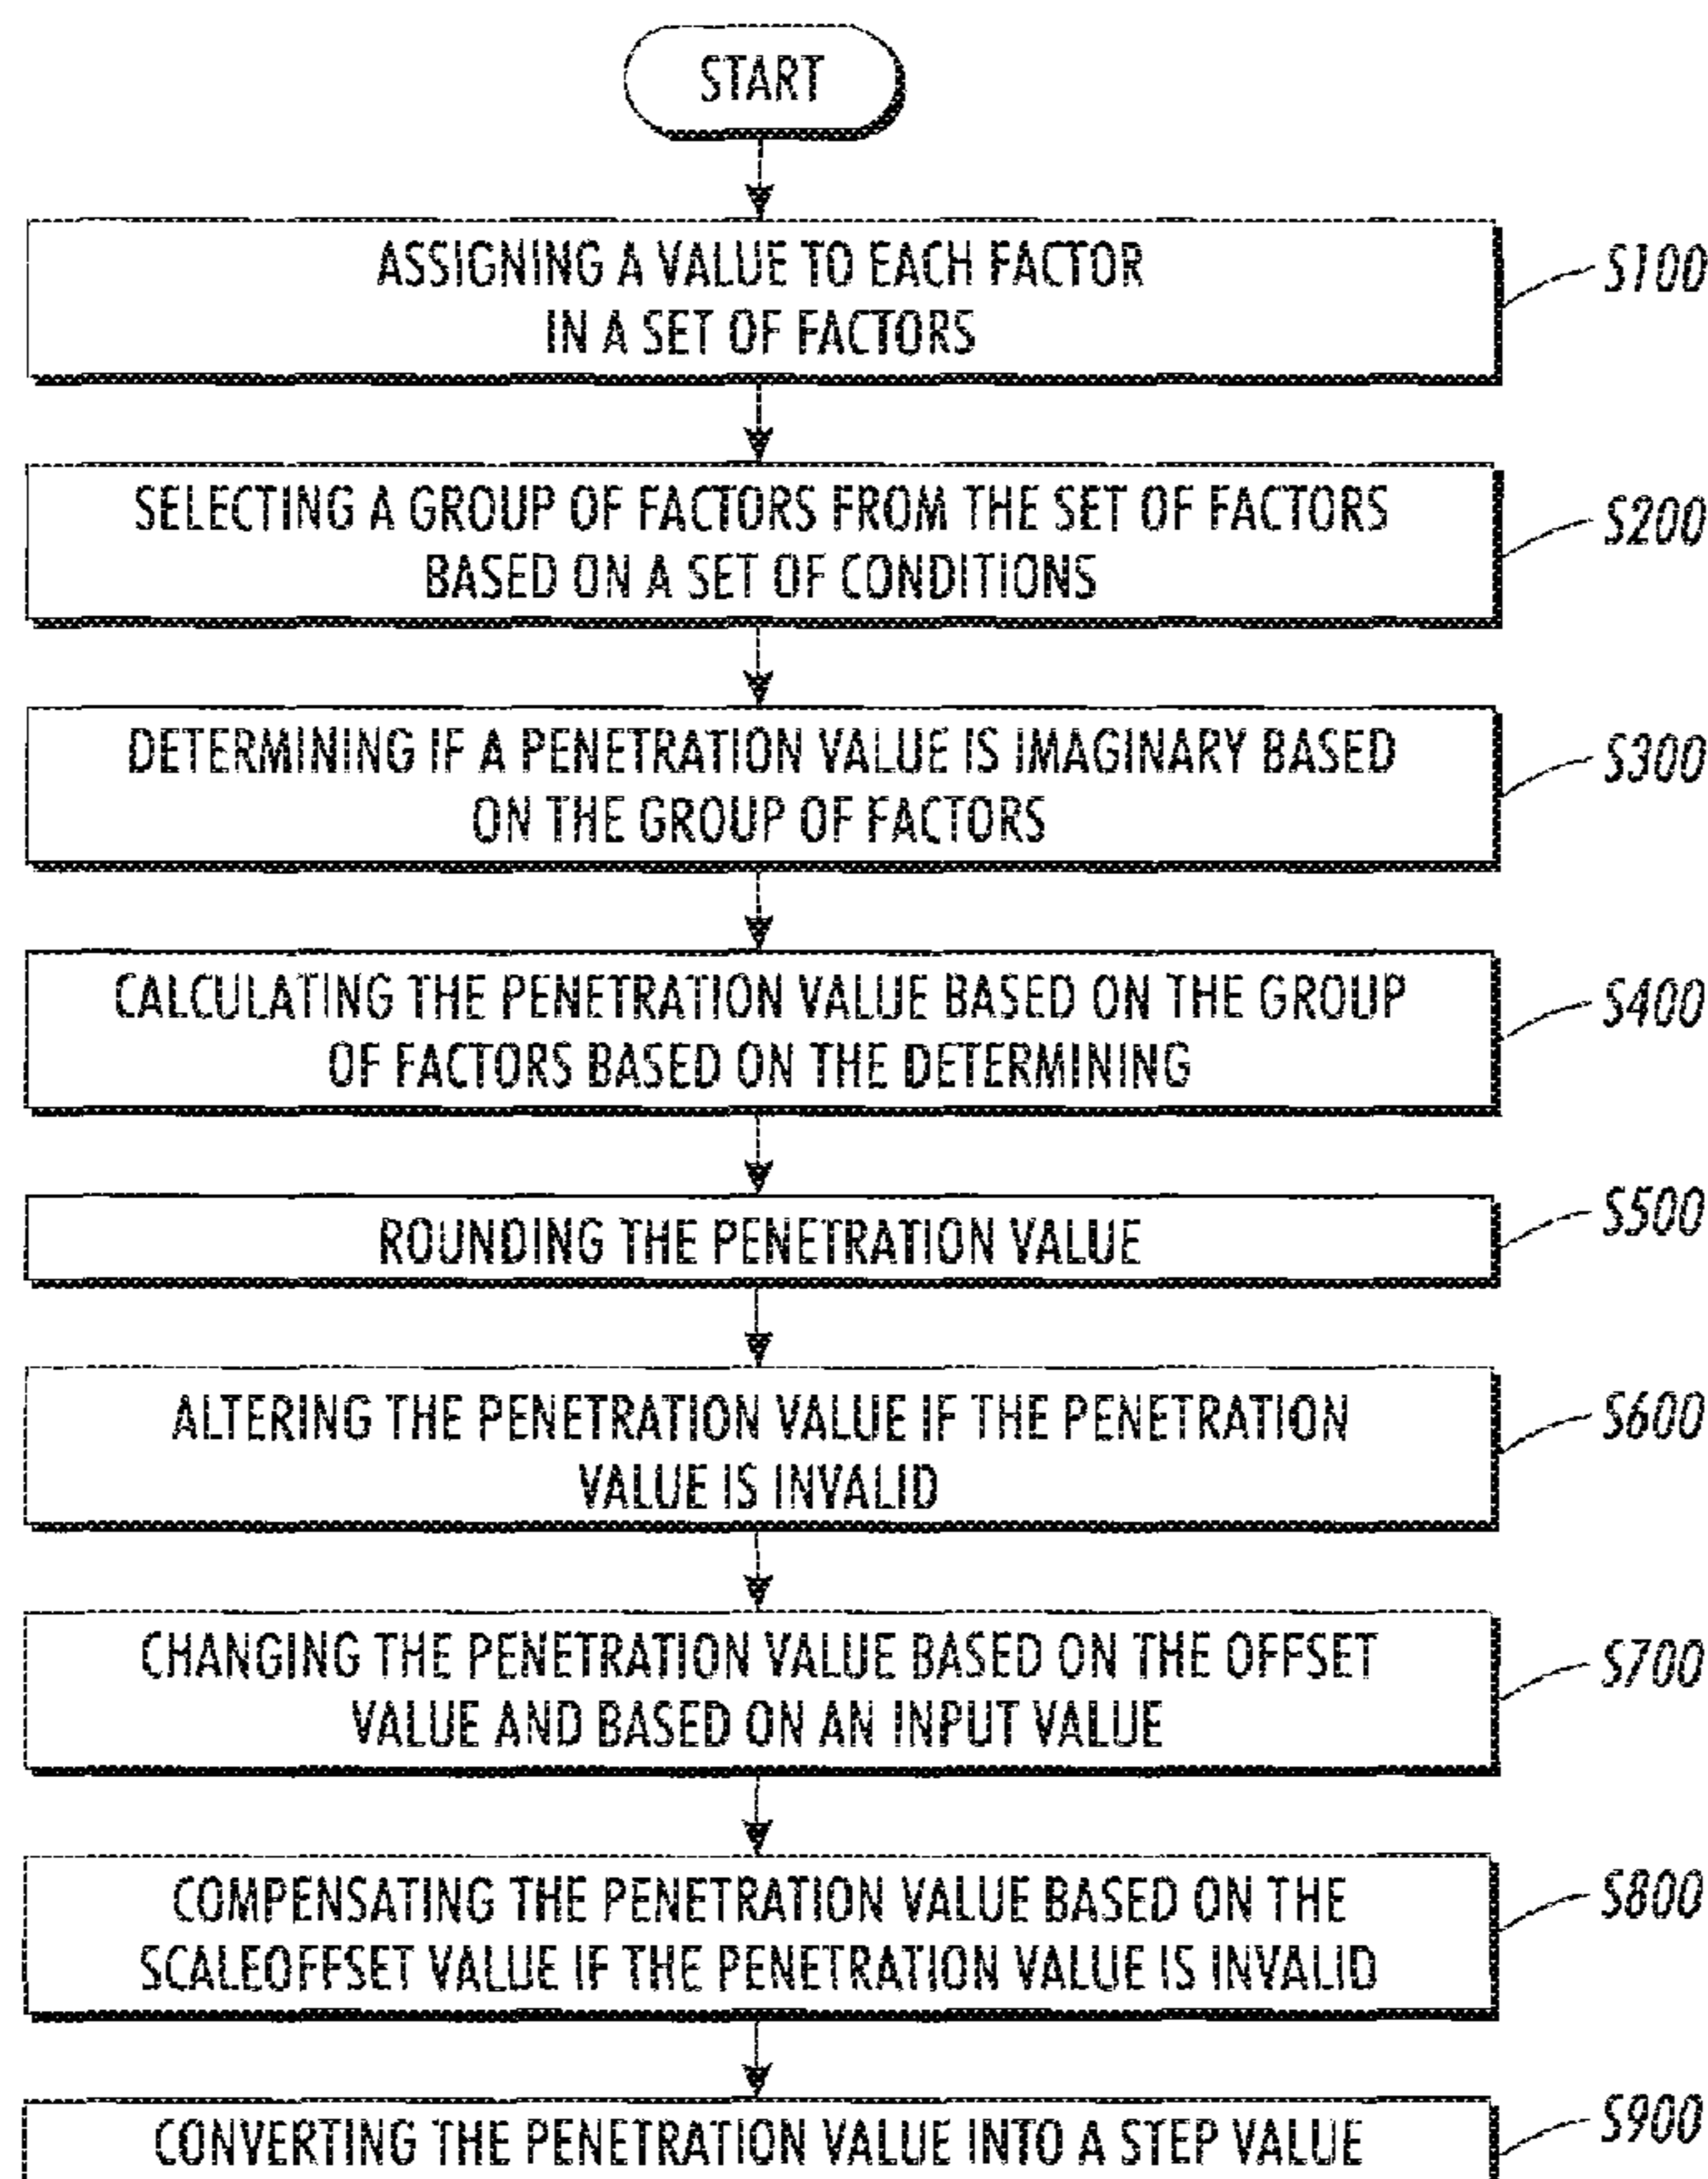 START
ASSIGNING A VALUE TO EACH FACTOR
IN A SET OF FACTORS
S100
SELECTING A GROUP OF FACTORS FROM THE SET OF FACTORS
BASED ON A SET OF CONDITIONS
S200
DETERMINING IF A PENETRATION VALUE IS IMAGINARY BASED
ON THE GROUP OF FACTORS
S300
CALCULATING THE PENETRATION VALUE BASED ON THE GROUP
OF FACTORS BASED ON THE DETERMINING
S400
ROUNDING THE PENETRATION VALUE
S500
ALTERING THE PENETRATION VALUE IF THE PENETRATION
VALUE IS INVALID
S600
CHANGING THE PENETRATION VALUE BASED ON THE OFFSET
VALUE AND BASED ON AN INPUT VALUE
S700
COMPENSATING THE PENETRATION VALUE BASED ON THE
SCALEOFFSET VALUE IF THE PENETRATION VALUE IS INVALID
S800
CONVERTING THE PENETRATION VALUE INTO A STEP VALUE
S900